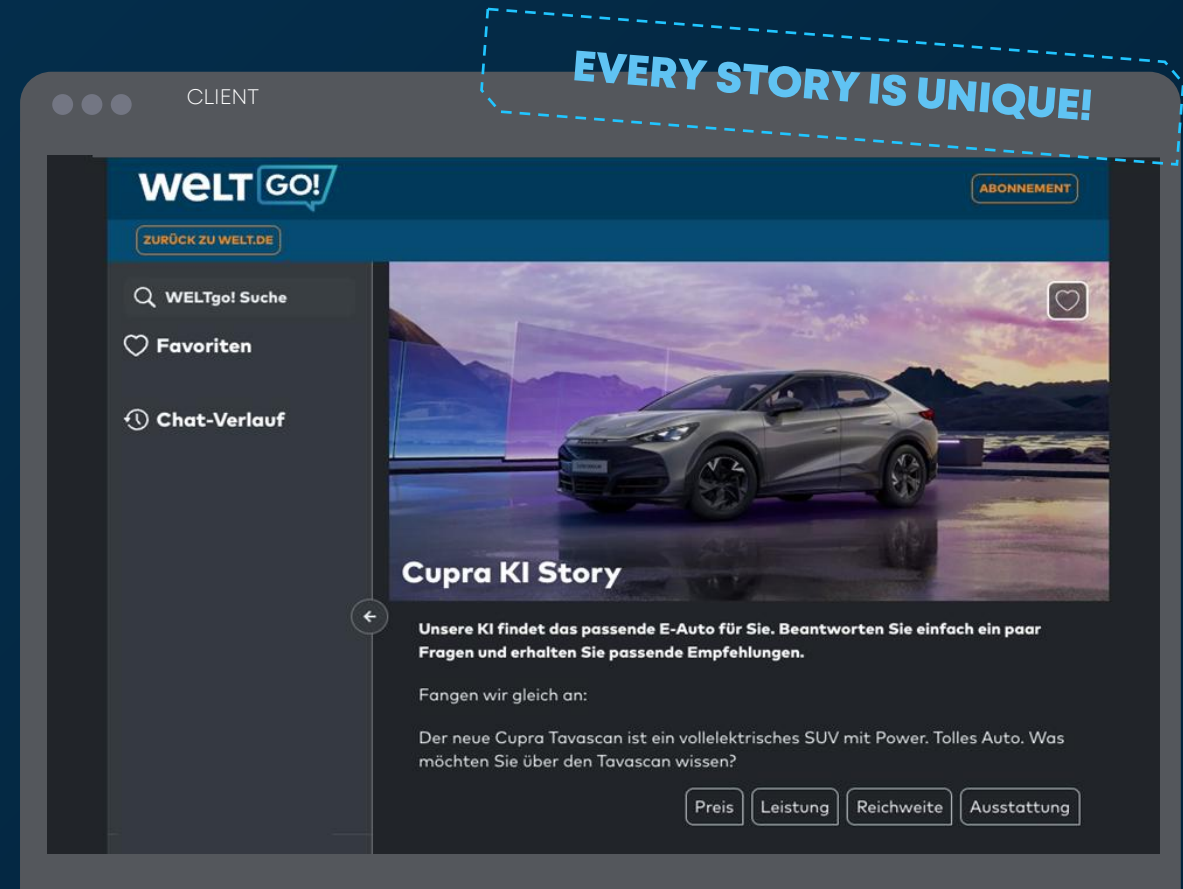 EVERY STORY IS UNIQUE!
CLIENT
WELT GO!
ABONNEMENT
ZURÜCK ZU WELT.DE
WELTgo! Suche
Favoriten
Chat-Verlauf
Cupra KI Story
Unsere KI findet das passende E-Auto für Sie. Beantworten Sie einfach ein paar
Fragen und erhalten Sie passende Empfehlungen.
Fangen wir gleich an:
Der neue Cupra Tavascan ist ein vollelektrisches SUV mit Power. Tolles Auto. Was
möchten Sie über den Tavascan wissen?
Preis
Leistung
Reichweite
Ausstattung